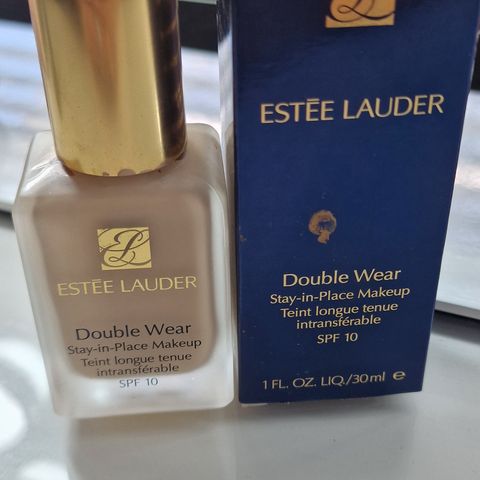 ESTĒE LAUDER
Double Wear
Stay-in-Place Makeup
Teint longue tenue
intransférable
SPF 10
ESTĒE LAUDER
Double Wear
Stay-in-Place Makeup
Teint longue tenue
intransférable
SPF 10
1 FL. OZ. LIQ./30ml e